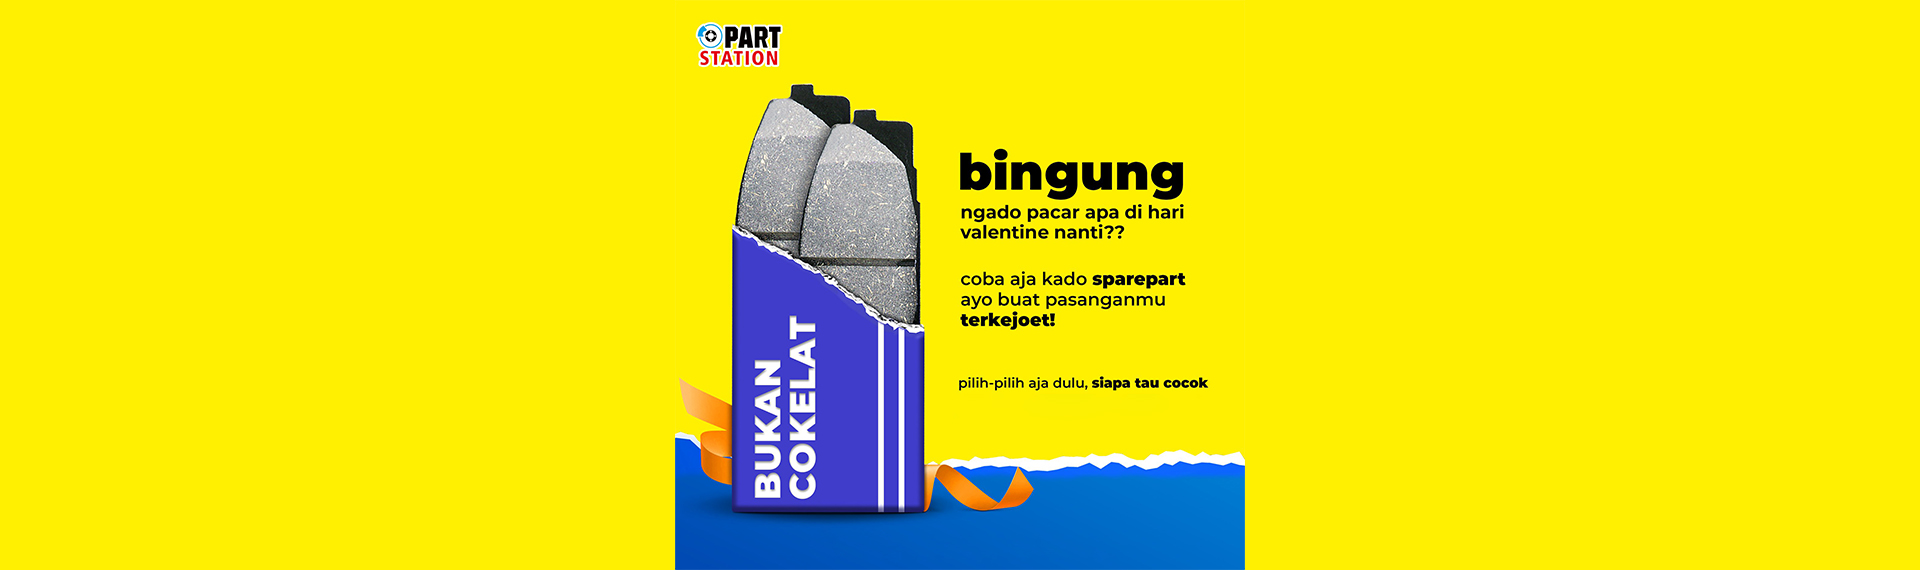 PART
STATION
bingung
ngado pacar apa di hari
valentine nanti??
coba aja kado sparepart
ayo buat pasanganmu
terkejoet!
pilih-pilih aja dulu, siapa tau cocok
BUKAN
COKELAT